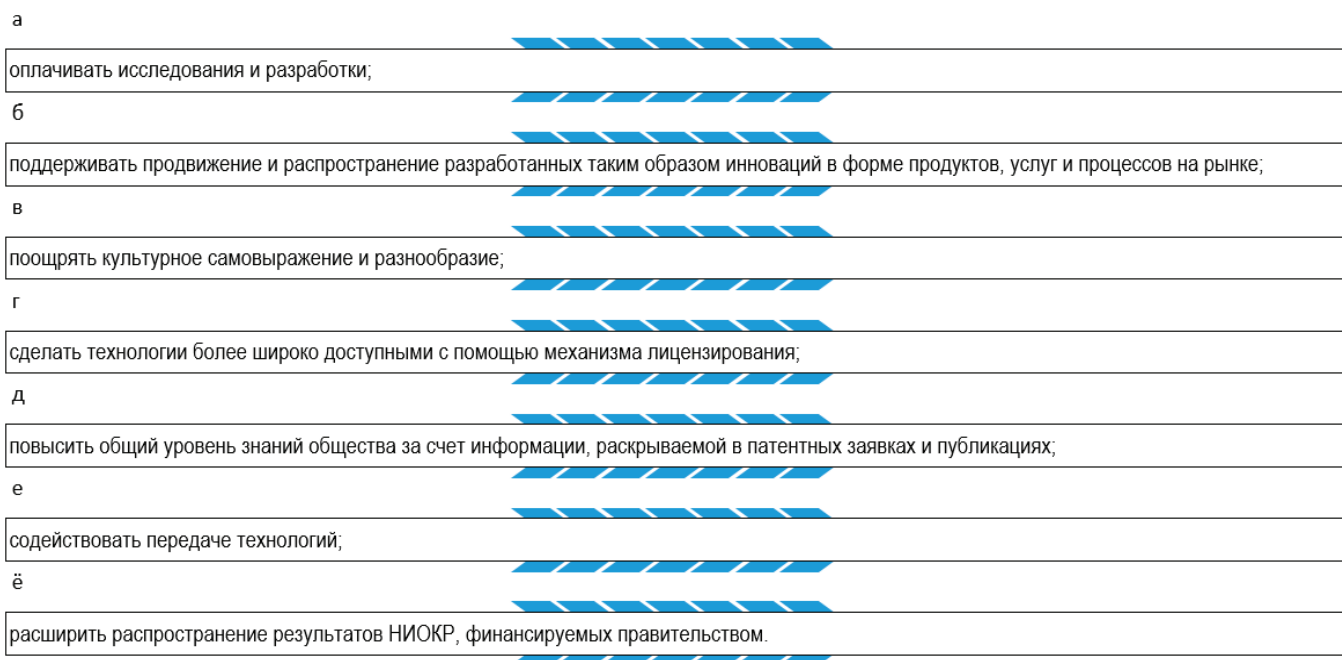 а
оплачивать исследования и разработки;
б
поддерживать продвижение и распространение разработанных таким образом инноваций в форме продуктов, услуг и процессов на рынке;
в
поощрять культурное самовыражение и разнообразие;
г
сделать технологии более широко доступными с помощью механизма лицензирования;
д
повысить общий уровень знаний общества за счет информации, раскрываемой в патентных заявках и публикациях;
е
содействовать передаче технологий;
ё
расширить распространение результатов НИОКР, финансируемых правительством.